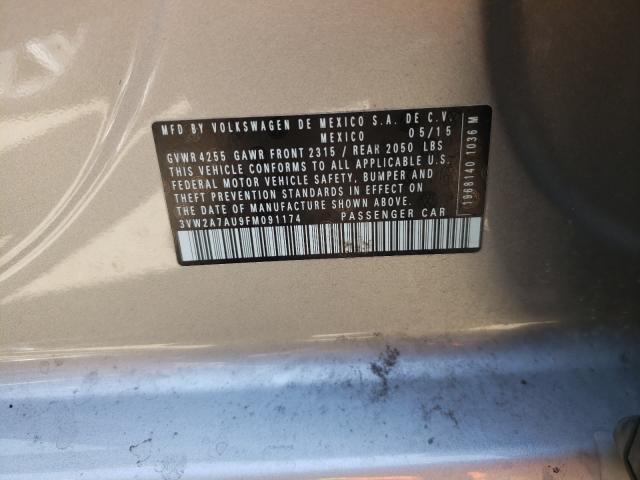 MFD BY VOLKSWAGEN DE MEXICO S.A. DE C.V.
MEXICO 05/15
GVWR 4255 GAWR FRONT 2315 / REAR 2050 LBS
THIS VEHICLE CONFORMS TO ALL APPLICABLE U.S.
FEDERAL MOTOR VEHICLE SAFETY, BUMPER AND
THEFT PREVENTION STANDARDS IN EFFECT ON
THE DATE OF MANUFACTURE SHOWN ABOVE.
3VW2A7AU9FM091174 PASSENGER CAR
1968140 1036 M